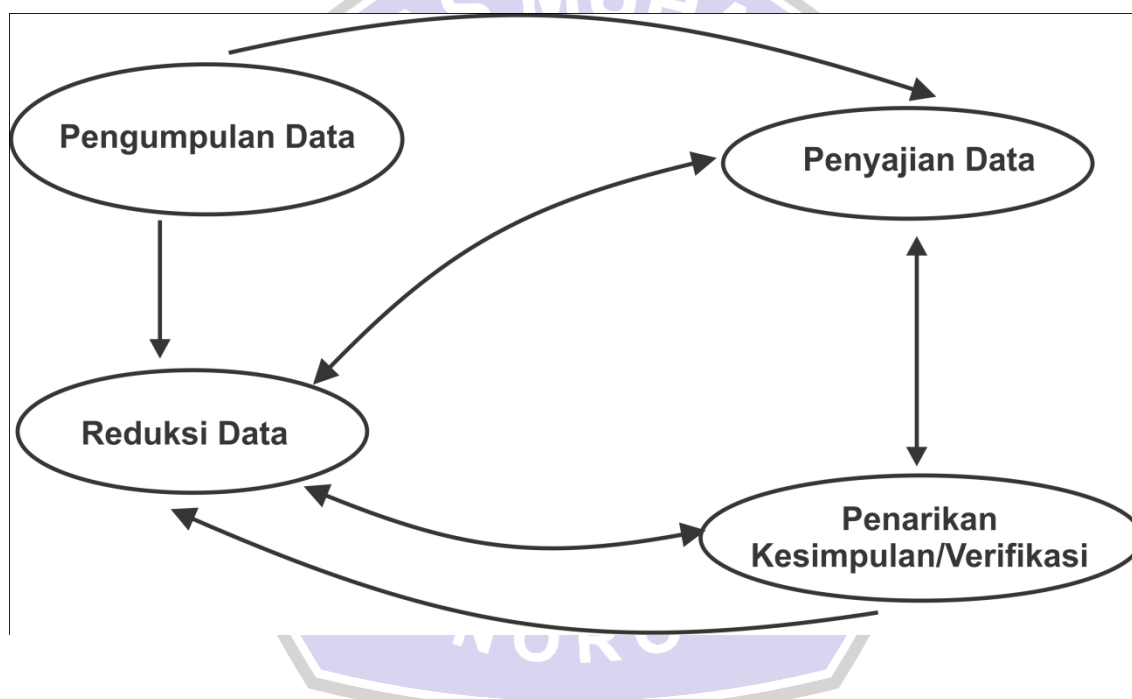 Pengumpulan Data
Penyajian Data
Reduksi Data
Penarikan
Kesimpulan/Verifikasi